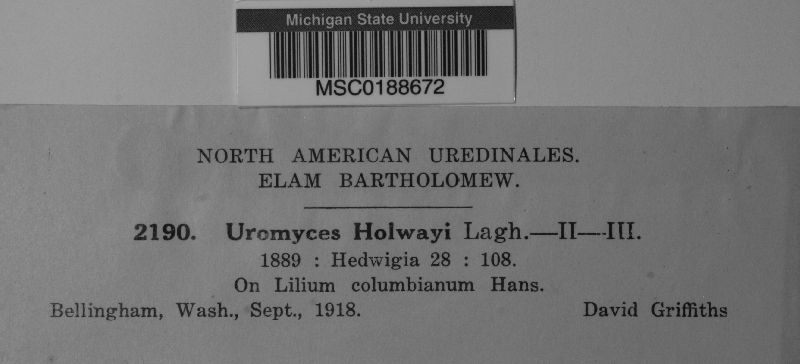 Michigan State University
MSC0188672
NORTH AMERICAN UREDINALES.
ELAM BARTHOLOMEW.
2190. Uromyces Holwayi Lagh.—II—III.
1889 : Hedwigia 28 : 108.
On Lilium columbianum Hans.
Bellingham, Wash., Sept., 1918. David Griffiths